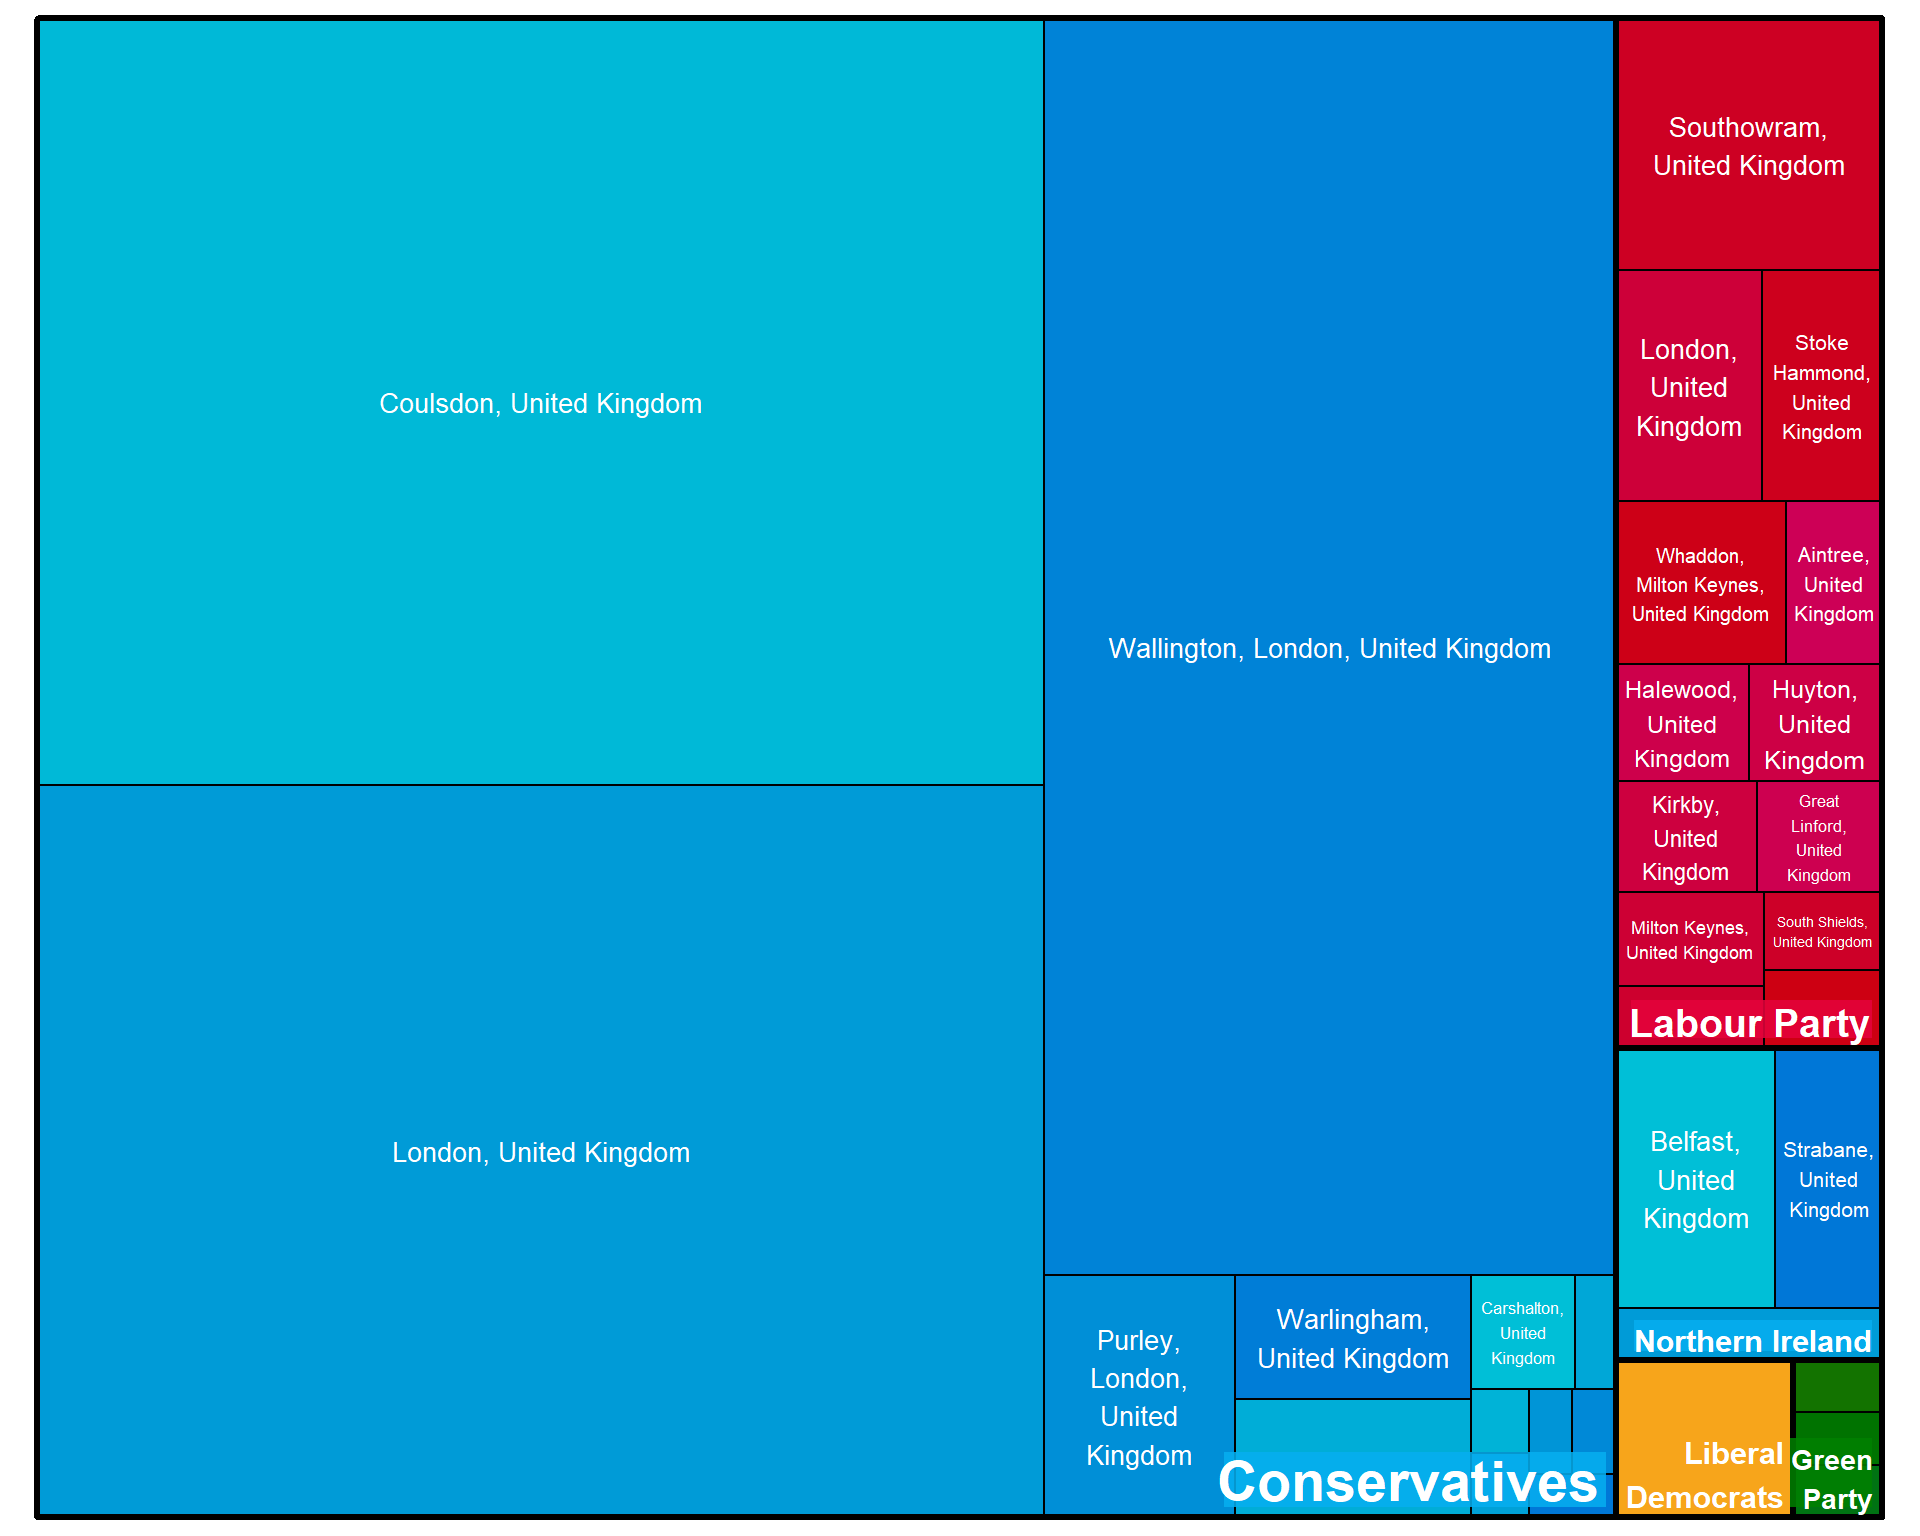 Coulsdon, United Kingdom
London, United Kingdom
Wallington, London, United Kingdom
Purley,
London,
United
Kingdom
Warlingham,
United Kingdom
Carshalton,
United
Kingdom
Conservatives
Southowram,
United Kingdom
London,
United
Kingdom
Stoke
Hammond,
United
Kingdom
Whaddon,
Milton Keynes,
United Kingdom
Aintree,
United
Kingdom
Halewood,
United
Kingdom
Huyton,
United
Kingdom
Kirkby,
United
Kingdom
Great
Linford,
United
Kingdom
Milton Keynes,
United Kingdom
South Shields,
United Kingdom
Labour Party
Belfast,
United
Kingdom
Strabane,
United
Kingdom
Northern Ireland
Liberal
Democrats
Green
Party